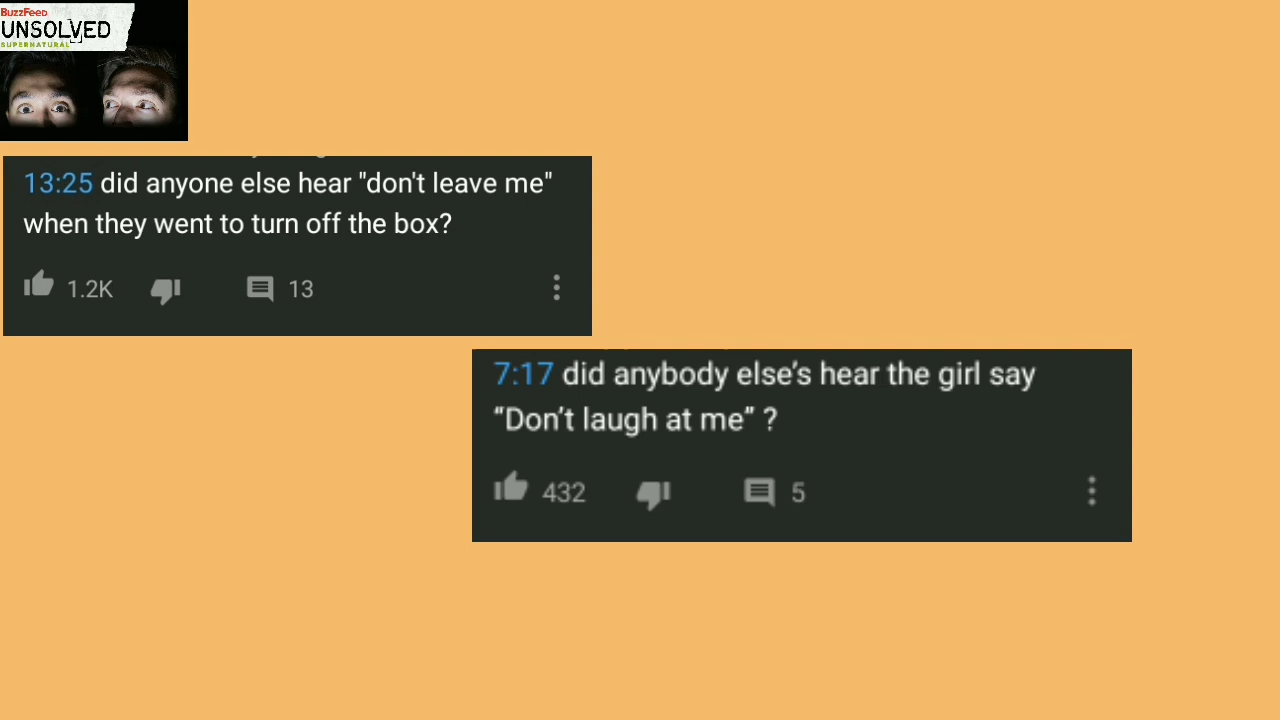 BuzzFeed
UNSOLVED
SUPERNATURAL
13:25 did anyone else hear "don't leave me"
when they went to turn off the box?
1.2K
13
7:17 did anybody else’s hear the girl say
“Don’t laugh at me” ?
432
5